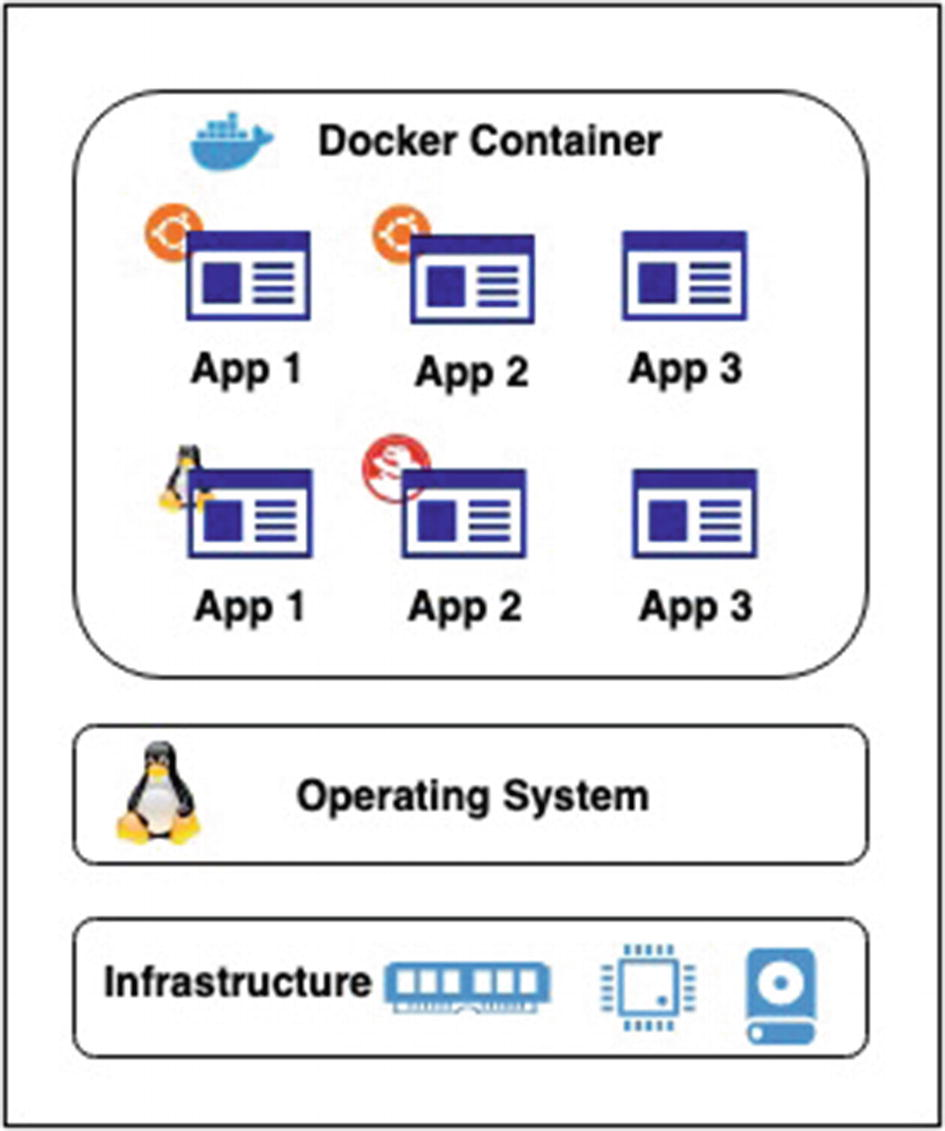 Docker Container
App 1
App 2
App 3
App 1
App 2
App 3
Operating System
Infrastructure